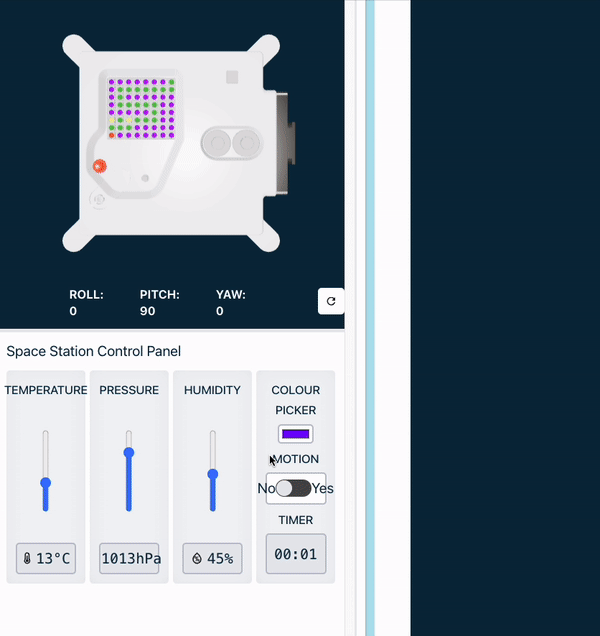 ROLL: PITCH: YAW:
0 90 0
Space Station Control Panel
TEMPERATURE PRESSURE HUMIDITY COLOUR
PICKER
MOTION
No Yes
TIMER
13°C 1013hPa 45% 00:01